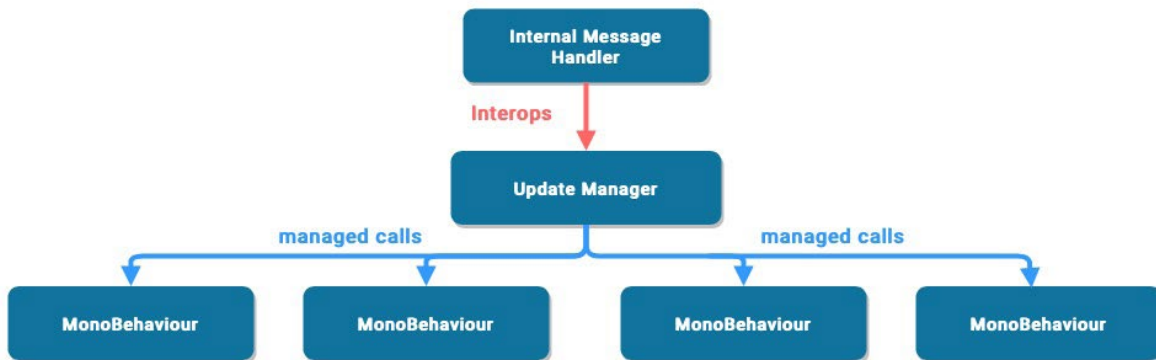 Internal Message
Handler
Interops
Update Manager
managed calls
managed calls
MonoBehaviour
MonoBehaviour
MonoBehaviour
MonoBehaviour